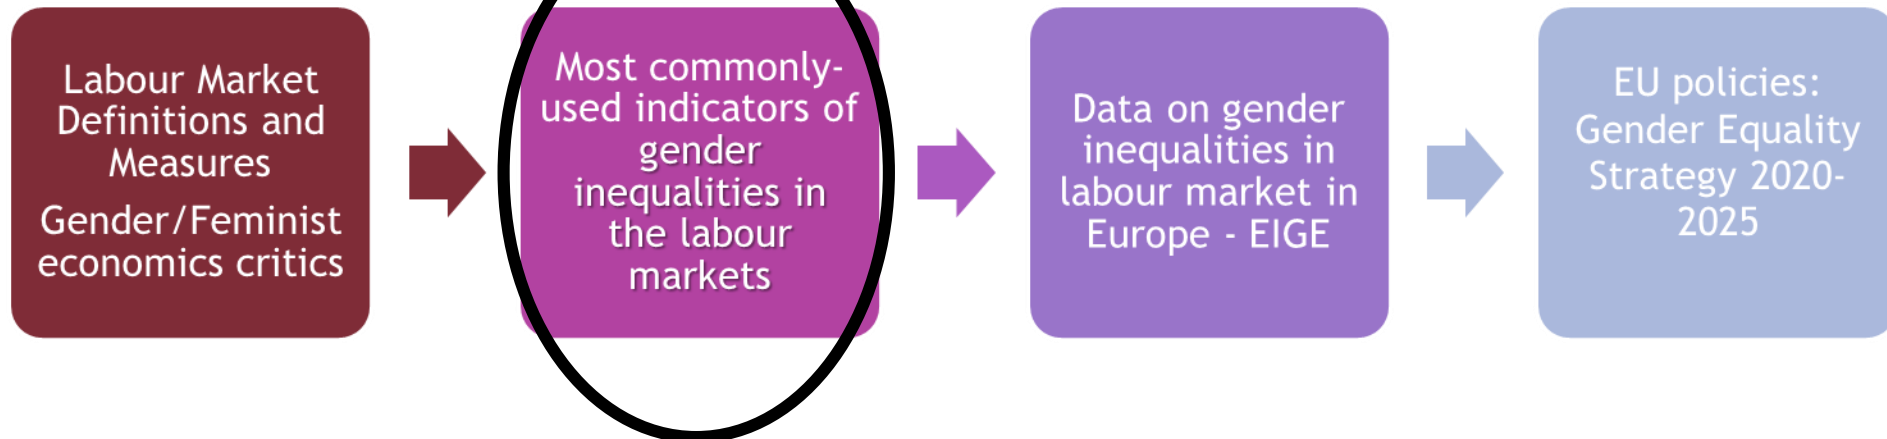 Labour Market
Definitions and
Measures
Gender/Feminist
economics critics
Most commonly-
used indicators of
gender
inequalities in
the labour
markets
Data on gender
inequalities in
labour market in
Europe - EIGE
EU policies:
Gender Equality
Strategy 2020-
2025